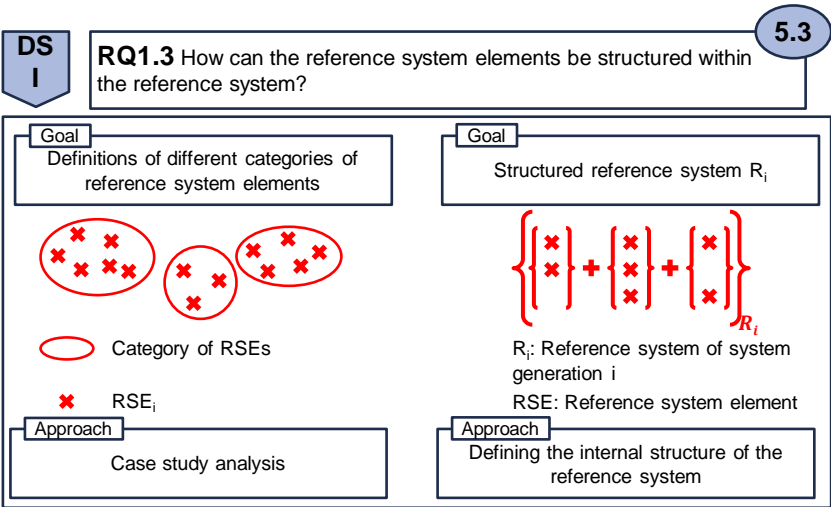 5.3
DS
I
RQ1.3 How can the reference system elements be structured within
the reference system?
Goal
Definitions of different categories of
reference system elements
Goal
Structured reference system Ri
{ { } + { } + { } } Ri
Category of RSEs
RSEi
Ri: Reference system of system
generation i
RSE: Reference system element
Approach
Case study analysis
Approach
Defining the internal structure of the
reference system